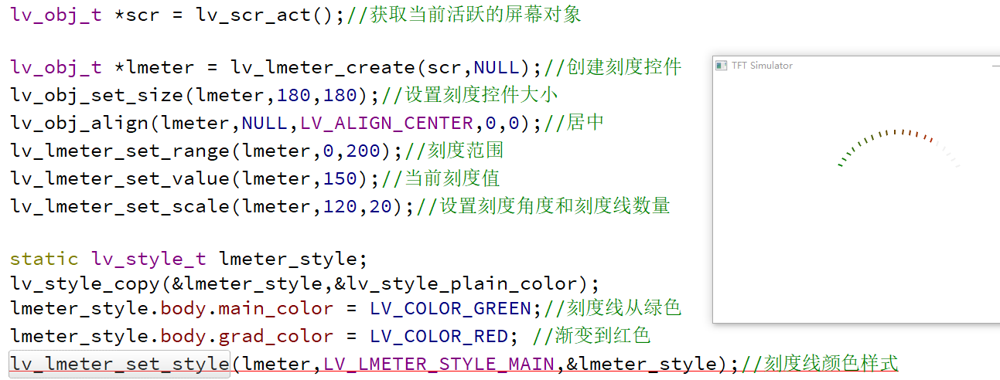 lv_obj_t *scr = lv_scr_act();//获取当前活跃的屏幕对象
lv_obj_t *lmeter = lv_lmeter_create(scr,NULL);//创建刻度控件
lv_obj_set_size(lmeter,180,180);//设置刻度控件大小
lv_obj_align(lmeter,NULL,LV_ALIGN_CENTER,0,0);//居中
lv_lmeter_set_range(lmeter,0,200);//刻度范围
lv_lmeter_set_value(lmeter,150);//当前刻度值
lv_lmeter_set_scale(lmeter,120,20);//设置刻度角度和刻度线数量
static lv_style_t lmeter_style;
lv_style_copy(&lmeter_style,&lv_style_plain_color);
lmeter_style.body.main_color = LV_COLOR_GREEN;//刻度线从绿色
lmeter_style.body.grad_color = LV_COLOR_RED; //渐变到红色
lv_lmeter_set_style(lmeter,LV_LMETER_STYLE_MAIN,&lmeter_style);//刻度线颜色样式
TFT Simulator